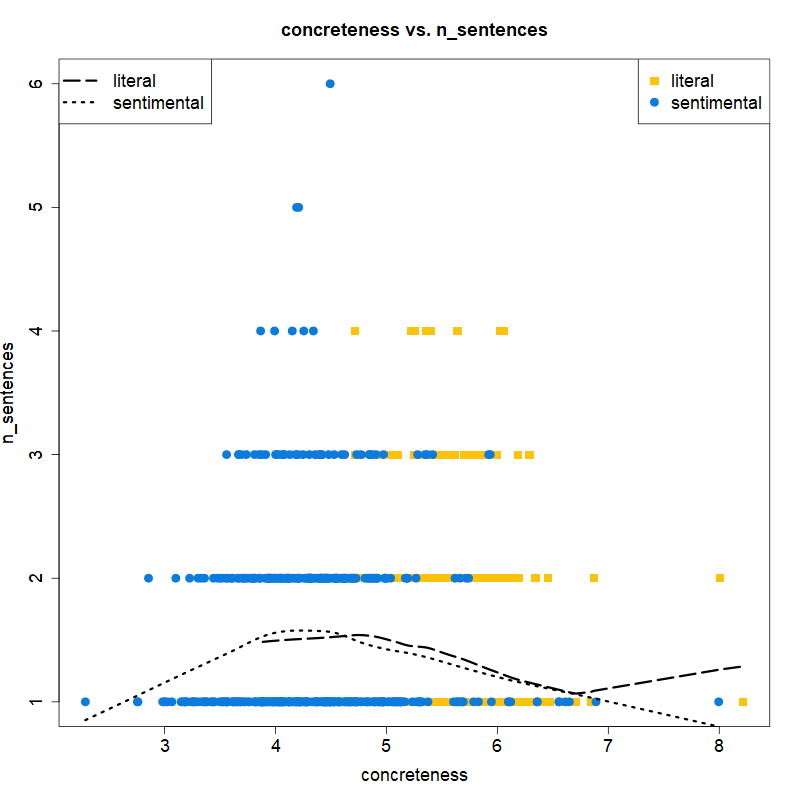 concreteness vs. n_sentences
literal
sentimental
literal
sentimental
n_sentences
6
5
4
3
2
1
3 4 5 6 7 8
concreteness